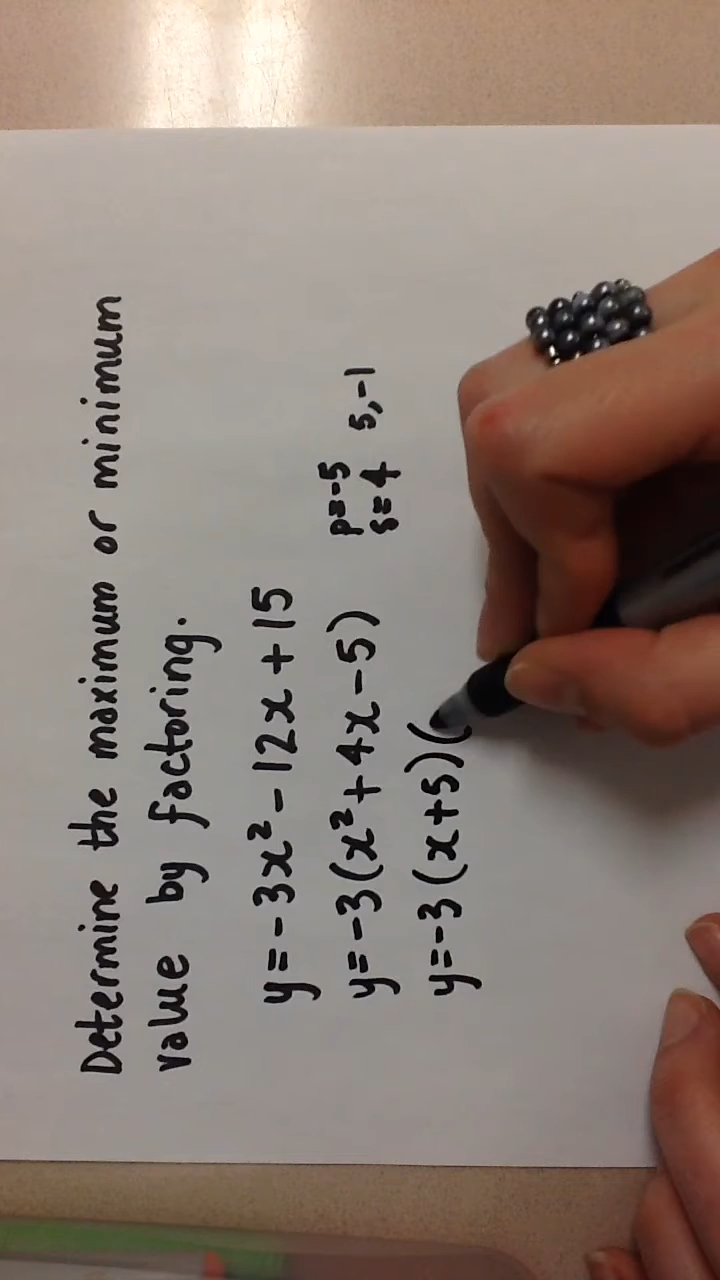 Determine the maximum or minimum
value by factoring.
y=-3x²-12x+15
y=-3(x²+4x-5) p=-5
s=4 5,-1
y=-3(x+5)(